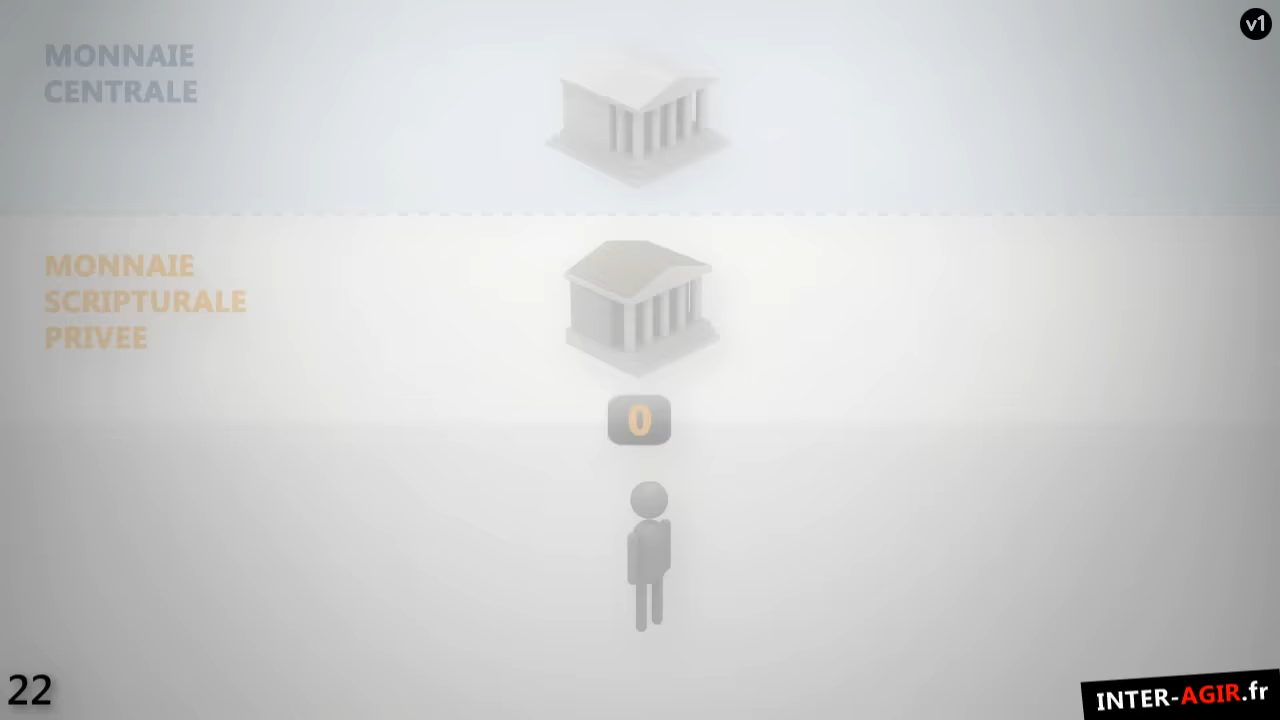 v1
MONNAIE
CENTRALE
MONNAIE
SCRIPTURALE
PRIVEE
0
22
INTER-AGIR.fr